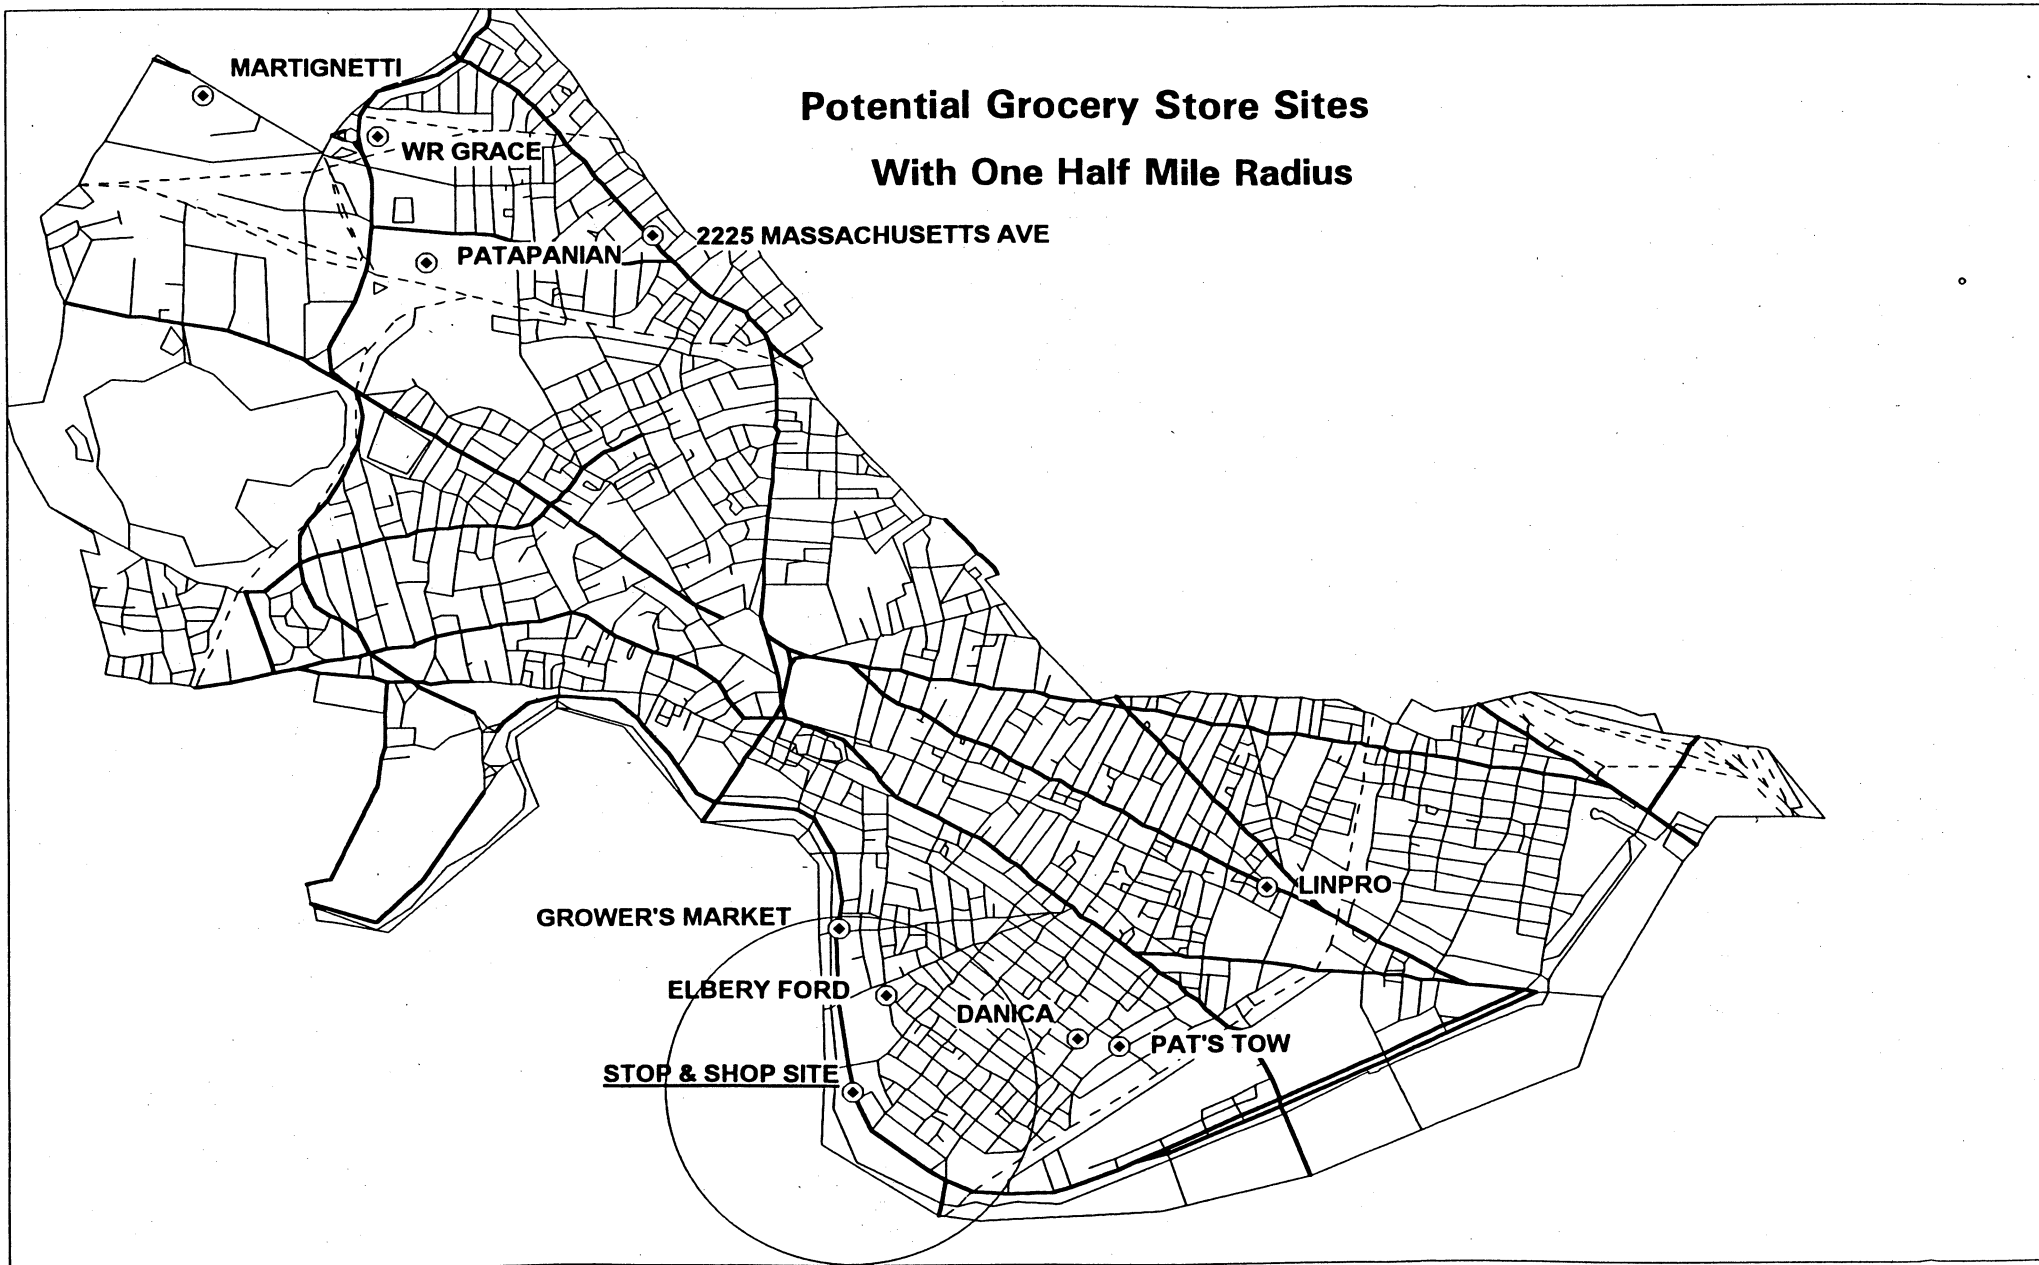 MARTIGNETTI
Potential Grocery Store Sites
WR GRACE
With One Half Mile Radius
2225 MASSACHUSETTS AVE
PATAPANIAN
LINPRO
GROWER'S MARKET
ELBERY FORD
DANICA
PAT'S TOW
STOP & SHOP SITE